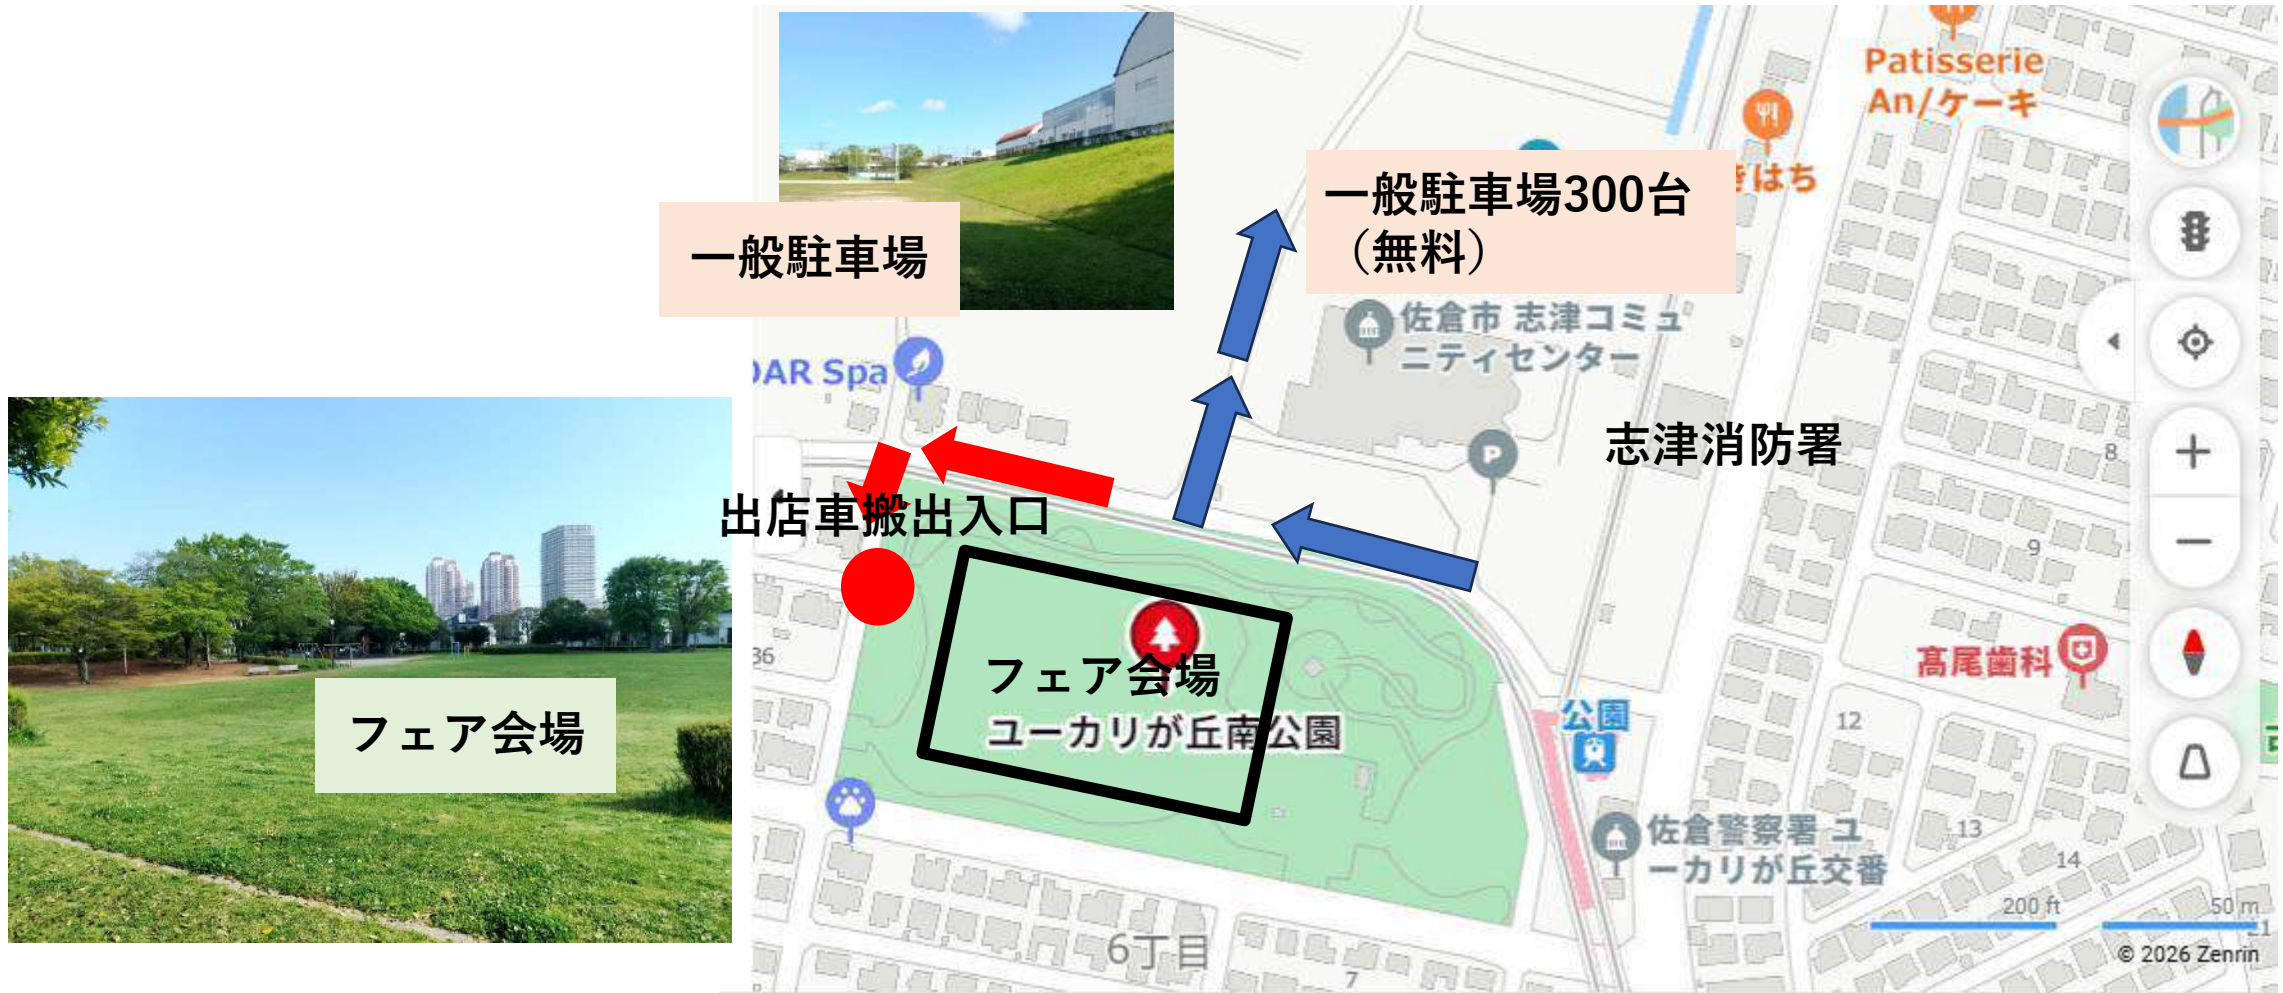 Patisserie
An/ケーキ
きはち
一般駐車場300台
（無料）
一般駐車場
佐倉市 志津コミュ
ニティセンター
OAR Spa
P
志津消防署
8
出店車搬出入口
9
36
フェア会場
ユーカリが丘南公園
髙尾歯科
公園
12
フェア会場
佐倉警察署 ユ
ーカリが丘交番
13
14
200 ft
50 m
21
6丁目
7
© 2026 Zenrin